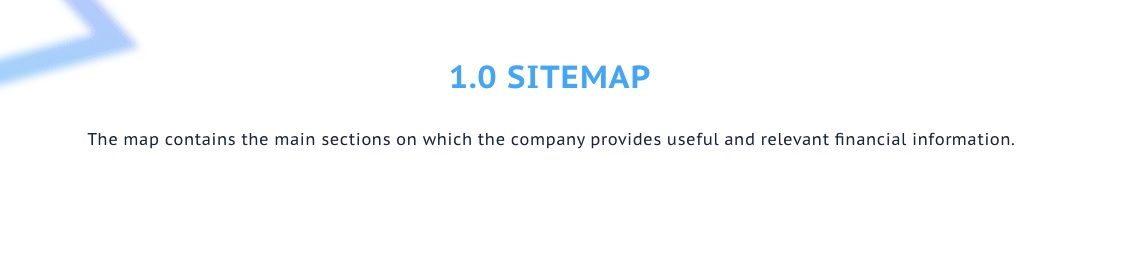 1.0 SITEMAP
The map contains the main sections on which the company provides useful and relevant financial information.